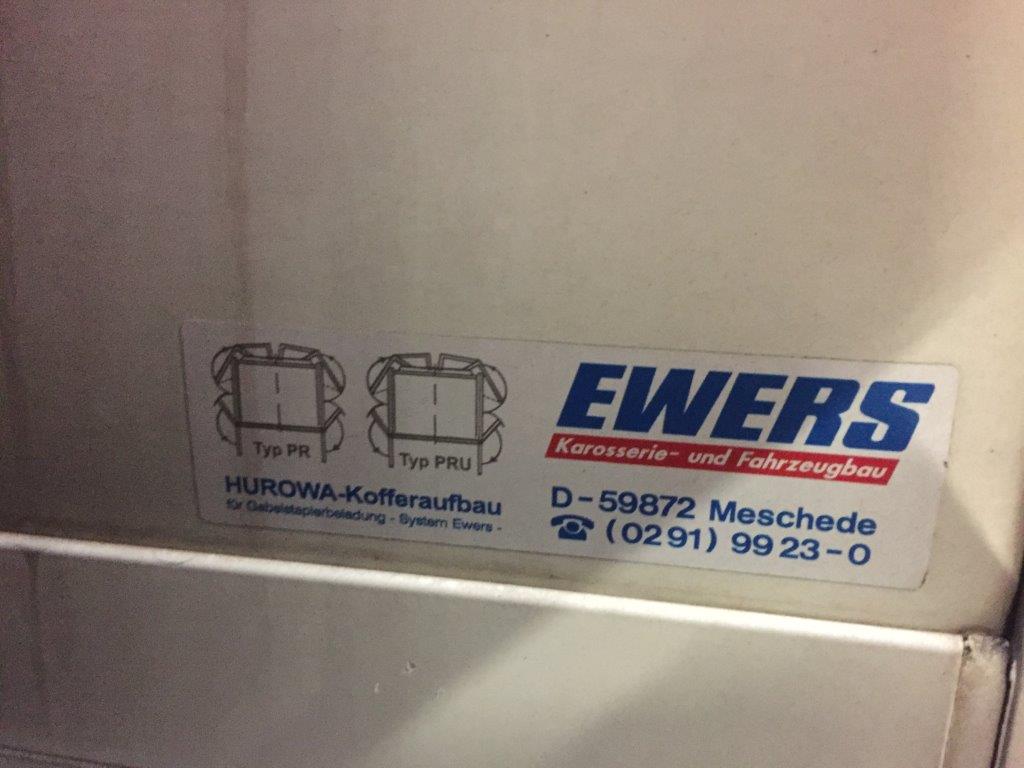 Typ PR
Typ PRU
HUROWA-Kofferaufbau
für Gabelstaplerbeladung - System Ewers -
EWERS
Karosserie- und Fahrzeugbau
D-59872 Meschede
☎ (0291) 9923-0